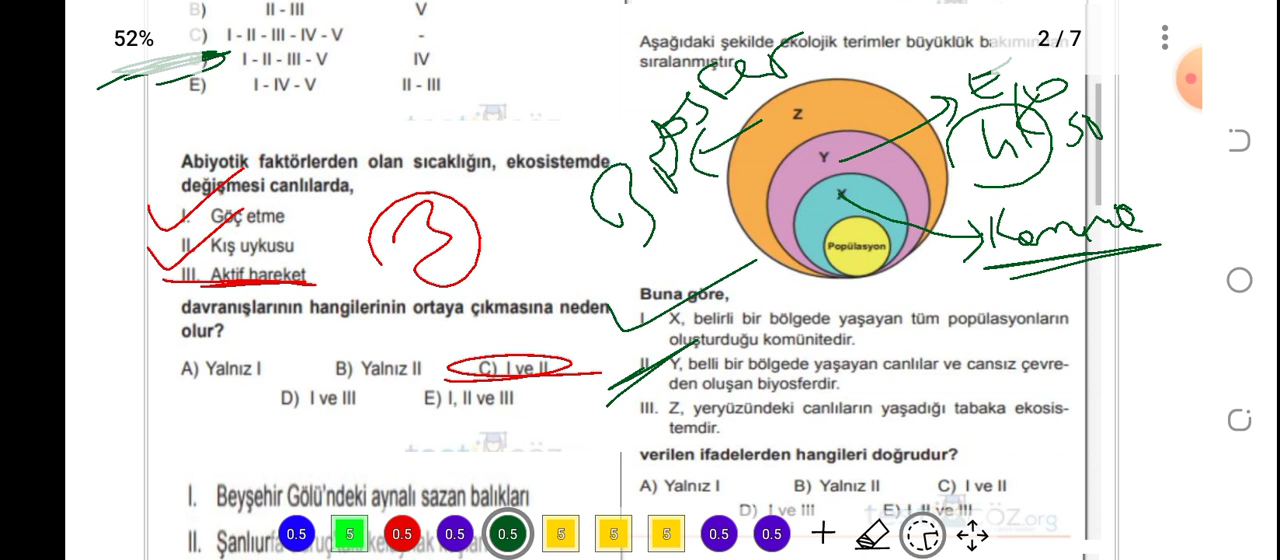 B) II - III V
C) I - II - III - IV - V -
I - II - III - V IV
E) I - IV - V II - III
52%
Abiyotik faktörlerden olan sıcaklığın, ekosistemde
değişmesi canlılarda,
I. Göç etme
II. Kış uykusu
III. Aktif hareket
davranışlarının hangilerinin ortaya çıkmasına neden
olur?
A) Yalnız I B) Yalnız II C) I ve II
D) I ve III E) I, II ve III
I. Beyşehir Gölü'ndeki aynalı sazan balıkları
II.
2 / 7
Aşağıdaki şekilde ekolojik terimler büyüklük
sıralanmıştır.
Z
Y
X
Popülasyon
Eko
Buna göre,
I. X, belirli bir bölgede yaşayan tüm popülasyonların
oluşturduğu komünitedir.
II. Y, belli bir bölgede yaşayan canlılar ve cansız çevre-
den oluşan biyosferdir.
III. Z, yeryüzündeki canlıların yaşadığı tabaka ekosis-
temdir.
verilen ifadelerden hangileri doğrudur?
A) Yalnız I B) Yalnız II C) I ve II
D) I ve III E) I, II ve III
0.5 5 0.5 0.5 0.5 5 5 5 0.5 0.5